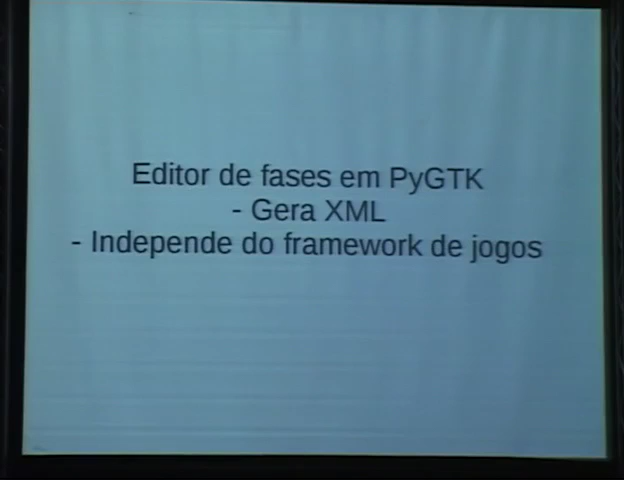 Editor de fases em PyGTK
- Gera XML
- Independe do framework de jogos